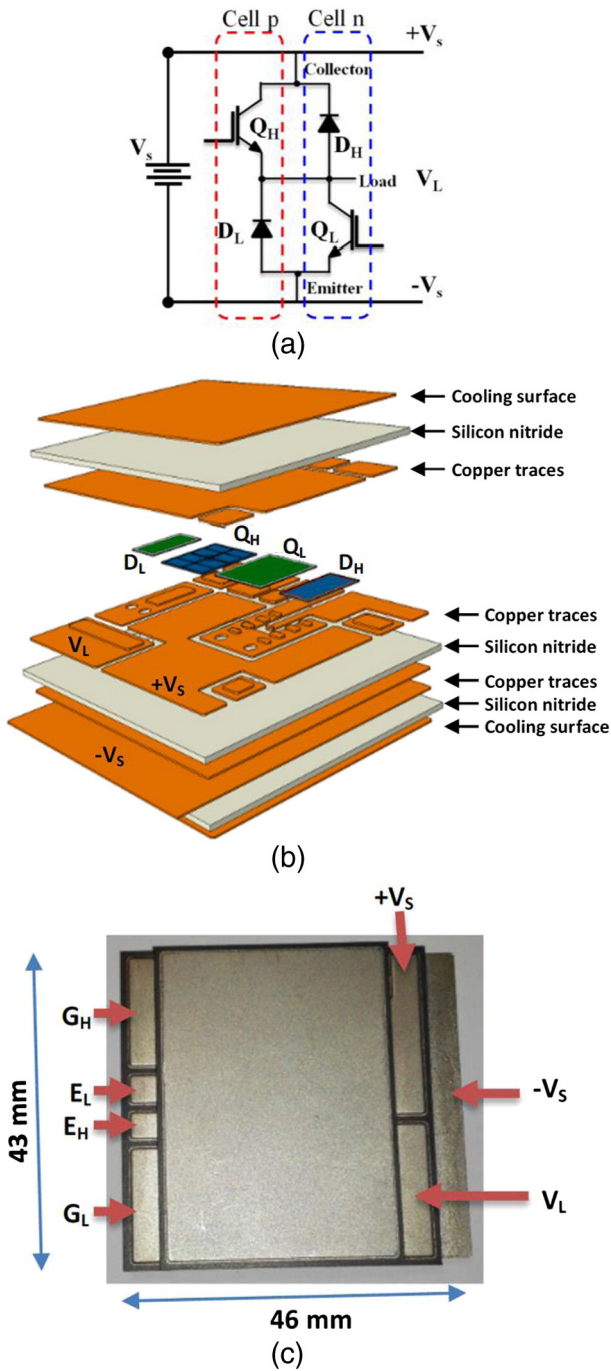 Cell p
Cell n
+Vs
Collector
QH
DH
Vs
Load
VL
DL
QL
Emitter
-Vs
(a)
Cooling surface
Silicon nitride
Copper traces
QH
QL
DL
DH
Copper traces
VL
Silicon nitride
+VS
Copper traces
Silicon nitride
Cooling surface
-VS
(b)
+VS
GH
EL
-VS
EH
43 mm
GL
VL
46 mm
(c)